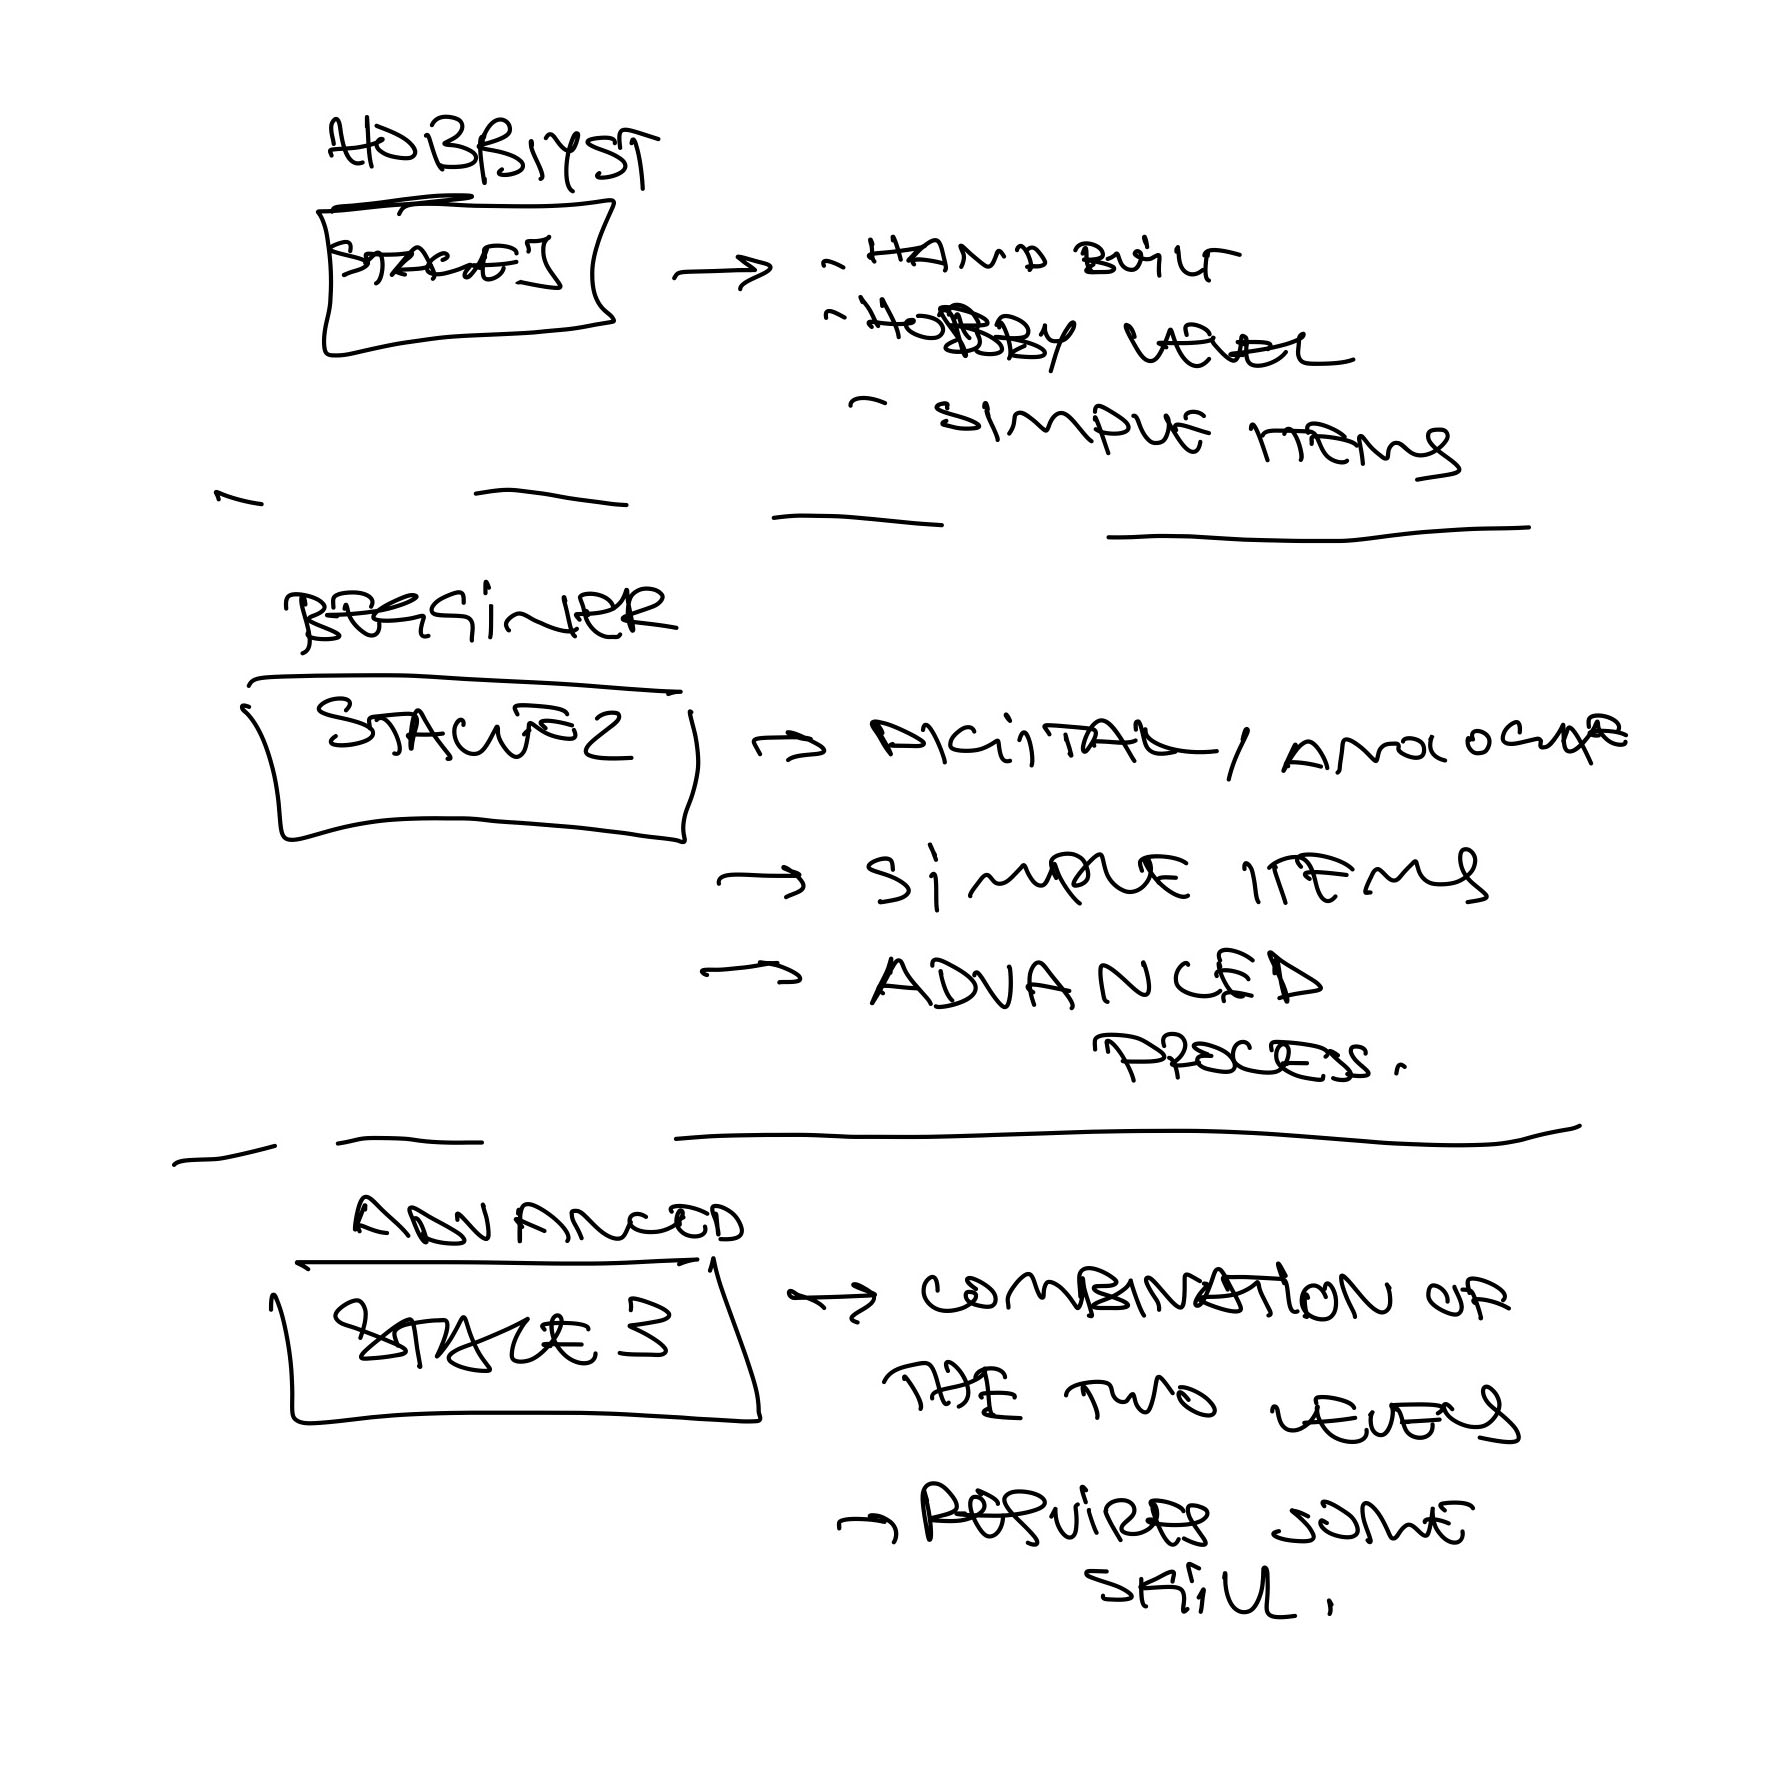 HOBBIYST
STAGE 1
- HAND BUILT
- HOBBY LEVEL
- SIMPLE ITEMS
BEGGINER
STAGE 2 → DIGITAL / ANOLOGUE
→ SIMPLE ITEMS
→ ADVANCED
PROCESS.
ADVANCED
STAGE 3 → COMBINATION OF
THE TWO LEVELS
→ REQUIRES SOME
SKILL.